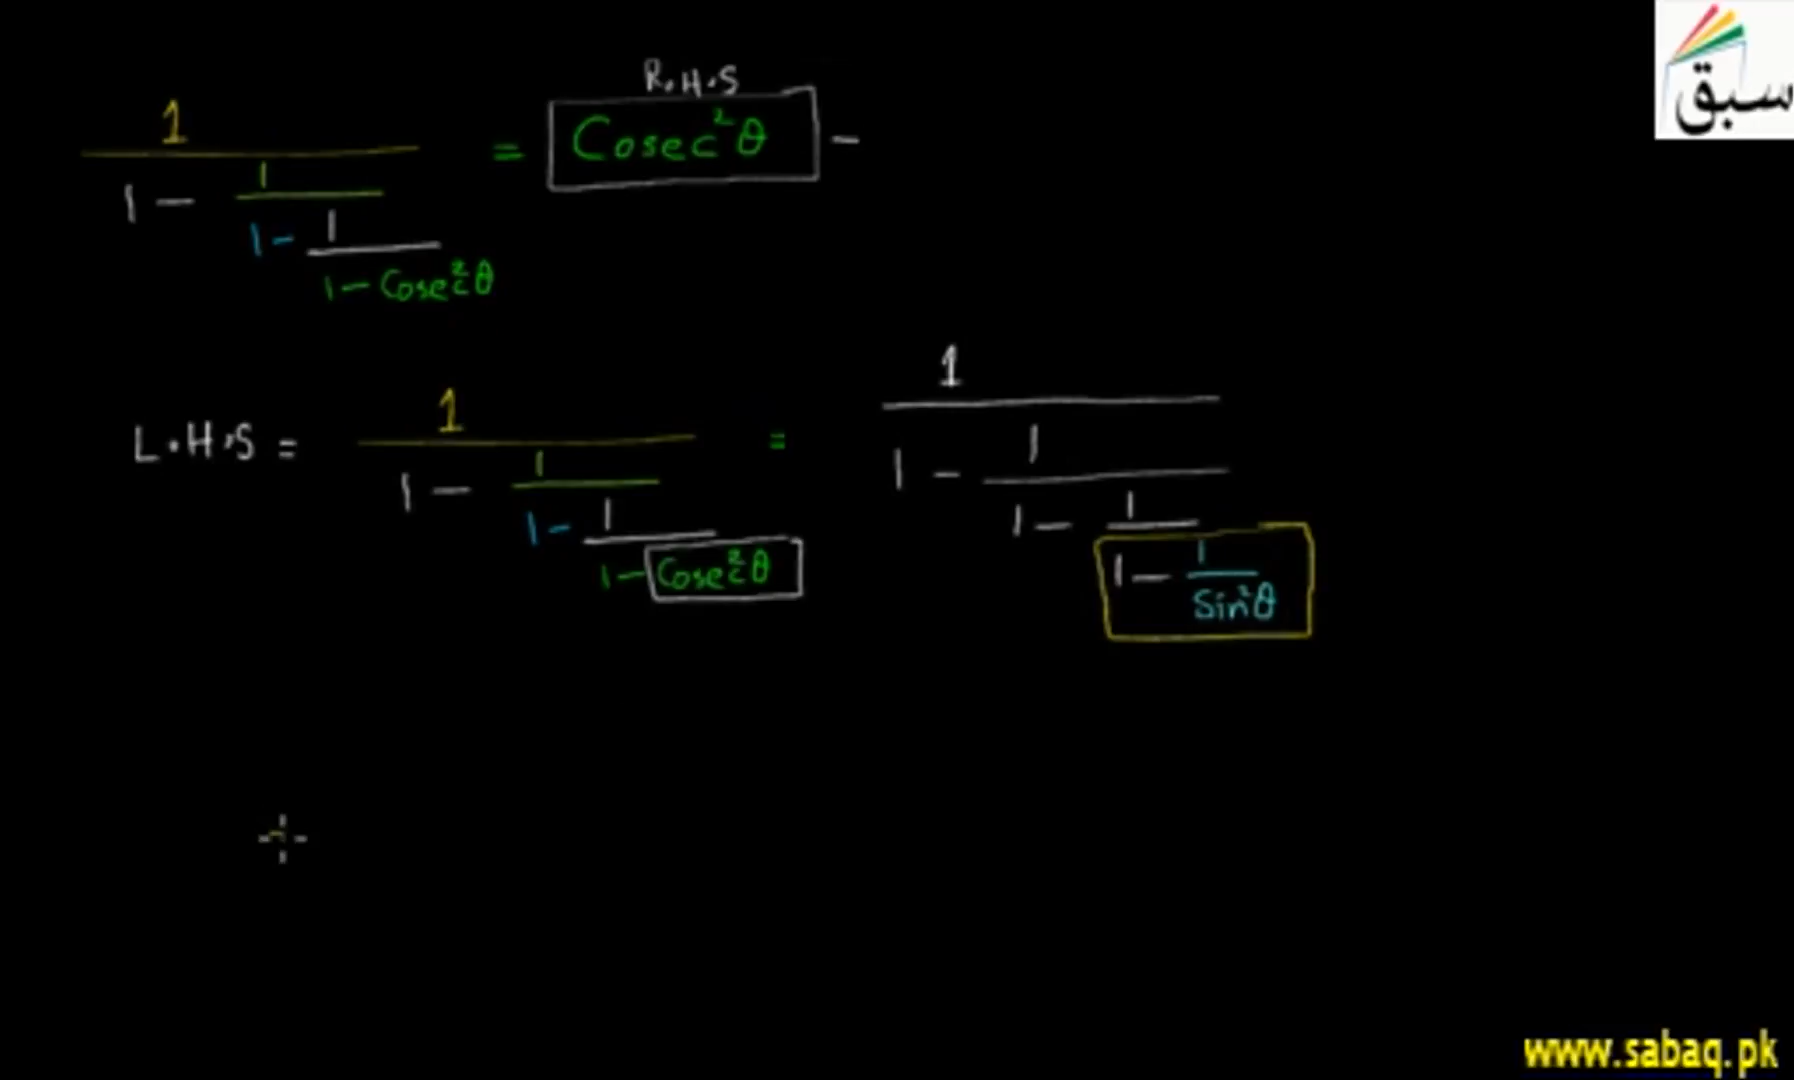 سبق
R.H.S
1
= Cosec²θ -
1 - 1
1 - 1
1 - Cosec²θ
1
L.H.S = 1 =
1 - 1
1 - 1
1 - 1
1 - 1
1 - Cosec²θ
1 - 1
Sin²θ
www.sabaq.pk